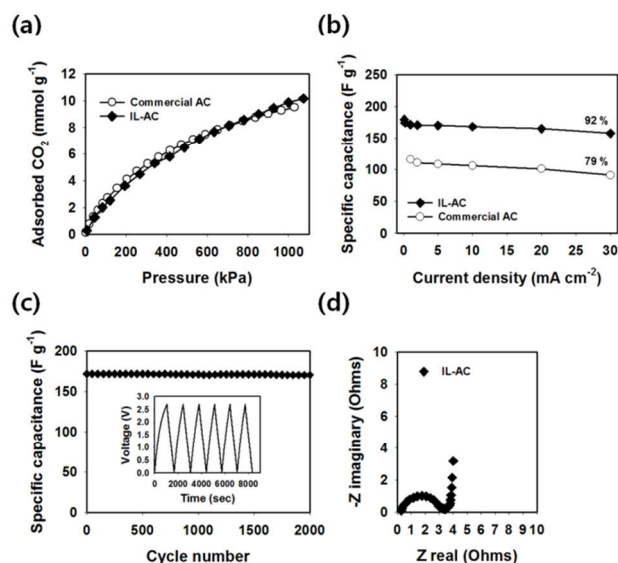 (a)
Adsorbed CO2 (mmol g-1)
12
10
8
6
4
2
0
Commercial AC
IL-AC
0 200 400 600 800 1000
Pressure (kPa)
(b)
Specific capacitance (F g-1)
250
200
150
100
50
0
92 %
79 %
IL-AC
Commercial AC
0 5 10 15 20 25 30
Current density (mA cm-2)
(c)
Specific capacitance (F g-1)
200
150
100
50
0
Voltage (V)
3.0
2.5
2.0
1.5
1.0
0.5
0.0
0 2000 4000 6000 8000
Time (sec)
0 500 1000 1500 2000
Cycle number
(d)
-Z imaginary (Ohms)
10
8
6
4
2
0
IL-AC
0 1 2 3 4 5 6 7 8 9 10
Z real (Ohms)